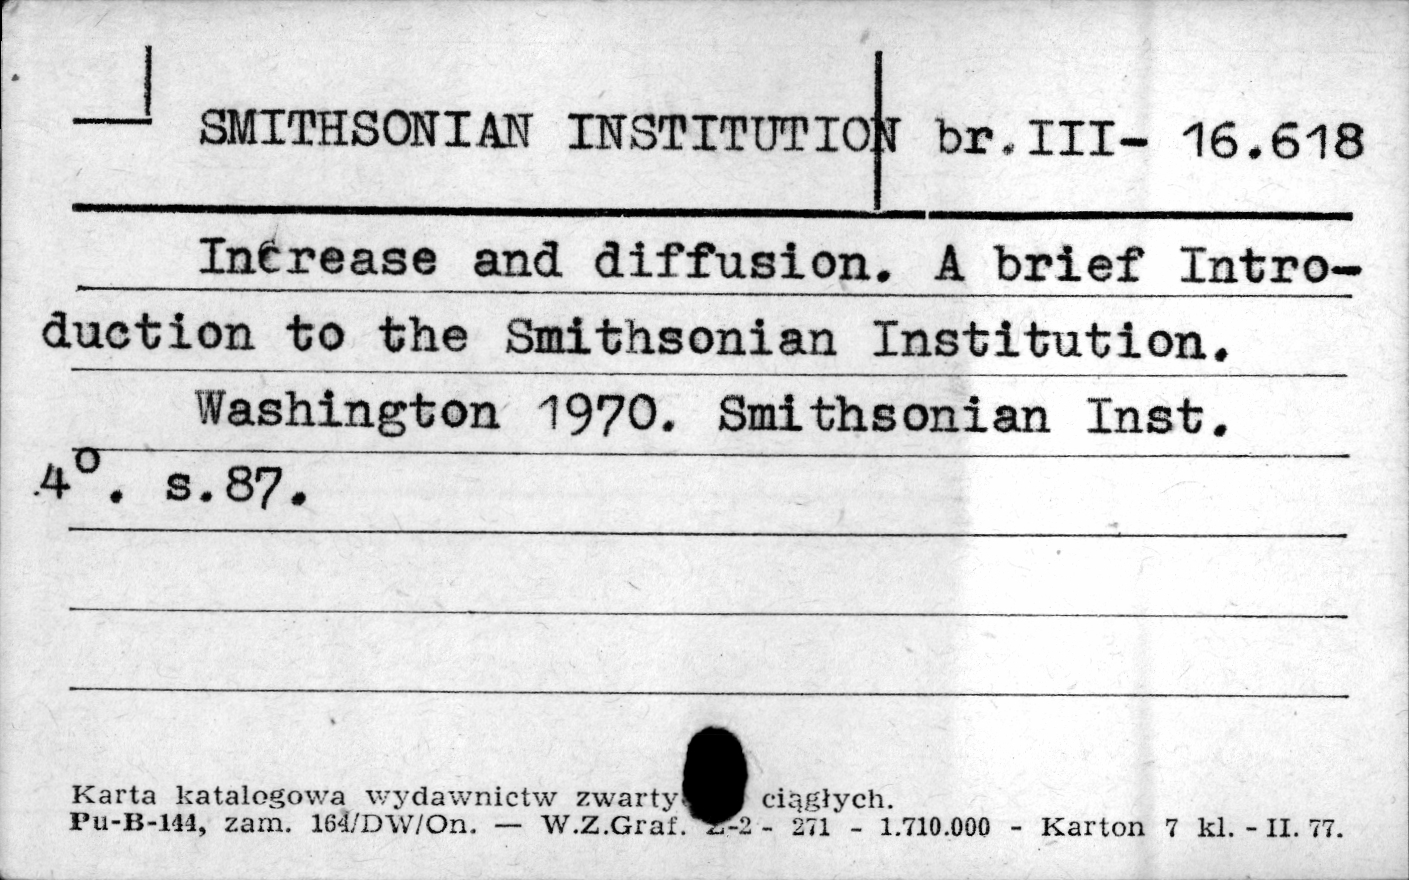 SMITHSONIAN INSTITUTION br.III- 16.618
Increase and diffusion. A brief Intro-
duction to the Smithsonian Institution.
Washington 1970. Smithsonian Inst.
4°. s.87.
Karta katalogowa wydawnictw zwarty ciągłych.
Pu-B-144, zam. 164/DW/On. — W.Z.Graf. Z-2 - 271 - 1.710.000 - Karton 7 kl. - II. 77.